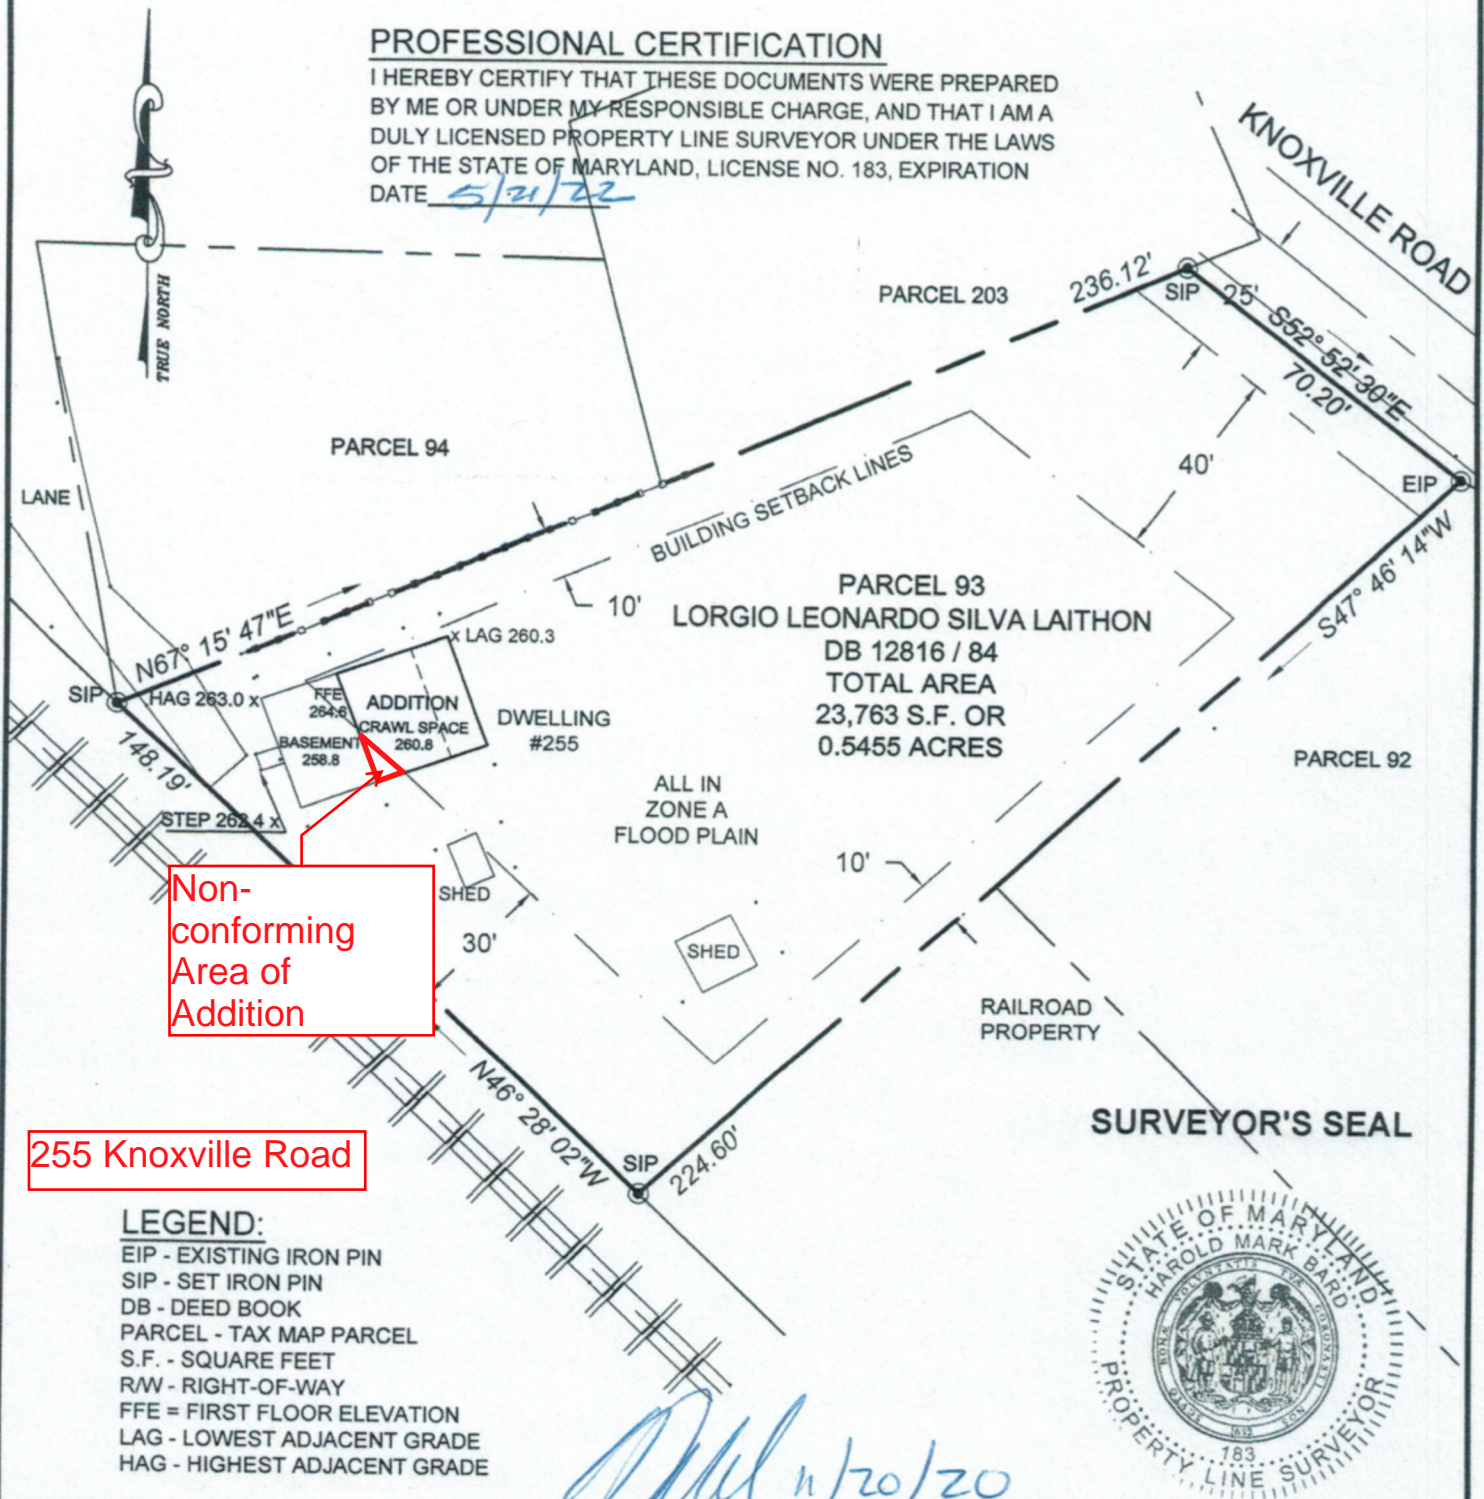 PROFESSIONAL CERTIFICATION
I HEREBY CERTIFY THAT THESE DOCUMENTS WERE PREPARED
BY ME OR UNDER MY RESPONSIBLE CHARGE, AND THAT I AM A
DULY LICENSED PROPERTY LINE SURVEYOR UNDER THE LAWS
OF THE STATE OF MARYLAND, LICENSE NO. 183, EXPIRATION
DATE 5/21/22
TRUE NORTH
KNOXVILLE ROAD
PARCEL 203
236.12'
SIP
25'
S52° 52' 30"E
70.20'
40'
EIP
S47° 46' 14"W
PARCEL 94
LANE
BUILDING SETBACK LINES
10'
N67° 15' 47"E
PARCEL 93
LORGIO LEONARDO SILVA LAITHON
DB 12816 / 84
TOTAL AREA
23,763 S.F. OR
0.5455 ACRES
x LAG 260.3
SIP
HAG 263.0 x
FFE
264.6
ADDITION
CRAWL SPACE
260.8
BASEMENT
258.8
DWELLING
#255
148.19'
STEP 262.4 x
PARCEL 92
ALL IN
ZONE A
FLOOD PLAIN
10'
SHED
30'
SHED
Non-
conforming
Area of
Addition
RAILROAD
PROPERTY
N46° 28' 02"W
SIP
224.60'
255 Knoxville Road
SURVEYOR'S SEAL
LEGEND:
EIP - EXISTING IRON PIN
SIP - SET IRON PIN
DB - DEED BOOK
PARCEL - TAX MAP PARCEL
S.F. - SQUARE FEET
R/W - RIGHT-OF-WAY
FFE = FIRST FLOOR ELEVATION
LAG - LOWEST ADJACENT GRADE
HAG - HIGHEST ADJACENT GRADE
11/20/20
STATE OF MARYLAND
HAROLD MARK BARD
183
PROPERTY LINE SURVEYOR